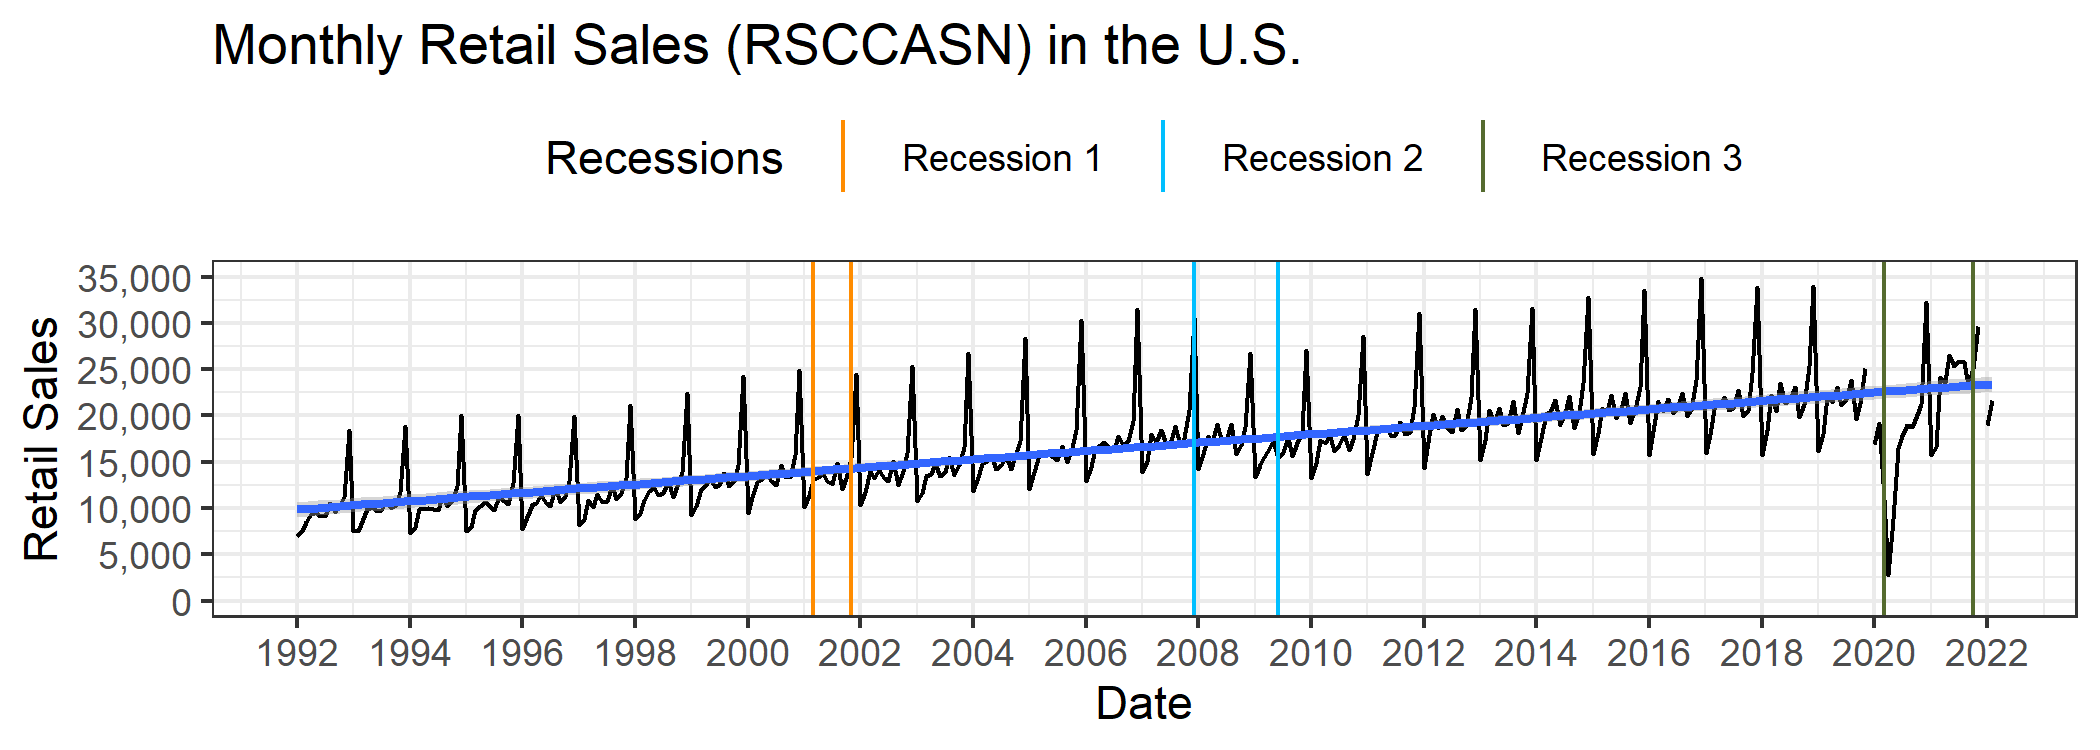 Monthly Retail Sales (RSCCASN) in the U.S.
Recessions Recession 1 Recession 2 Recession 3
Retail Sales
35,000
30,000
25,000
20,000
15,000
10,000
5,000
0
1992 1994 1996 1998 2000 2002 2004 2006 2008 2010 2012 2014 2016 2018 2020 2022
Date